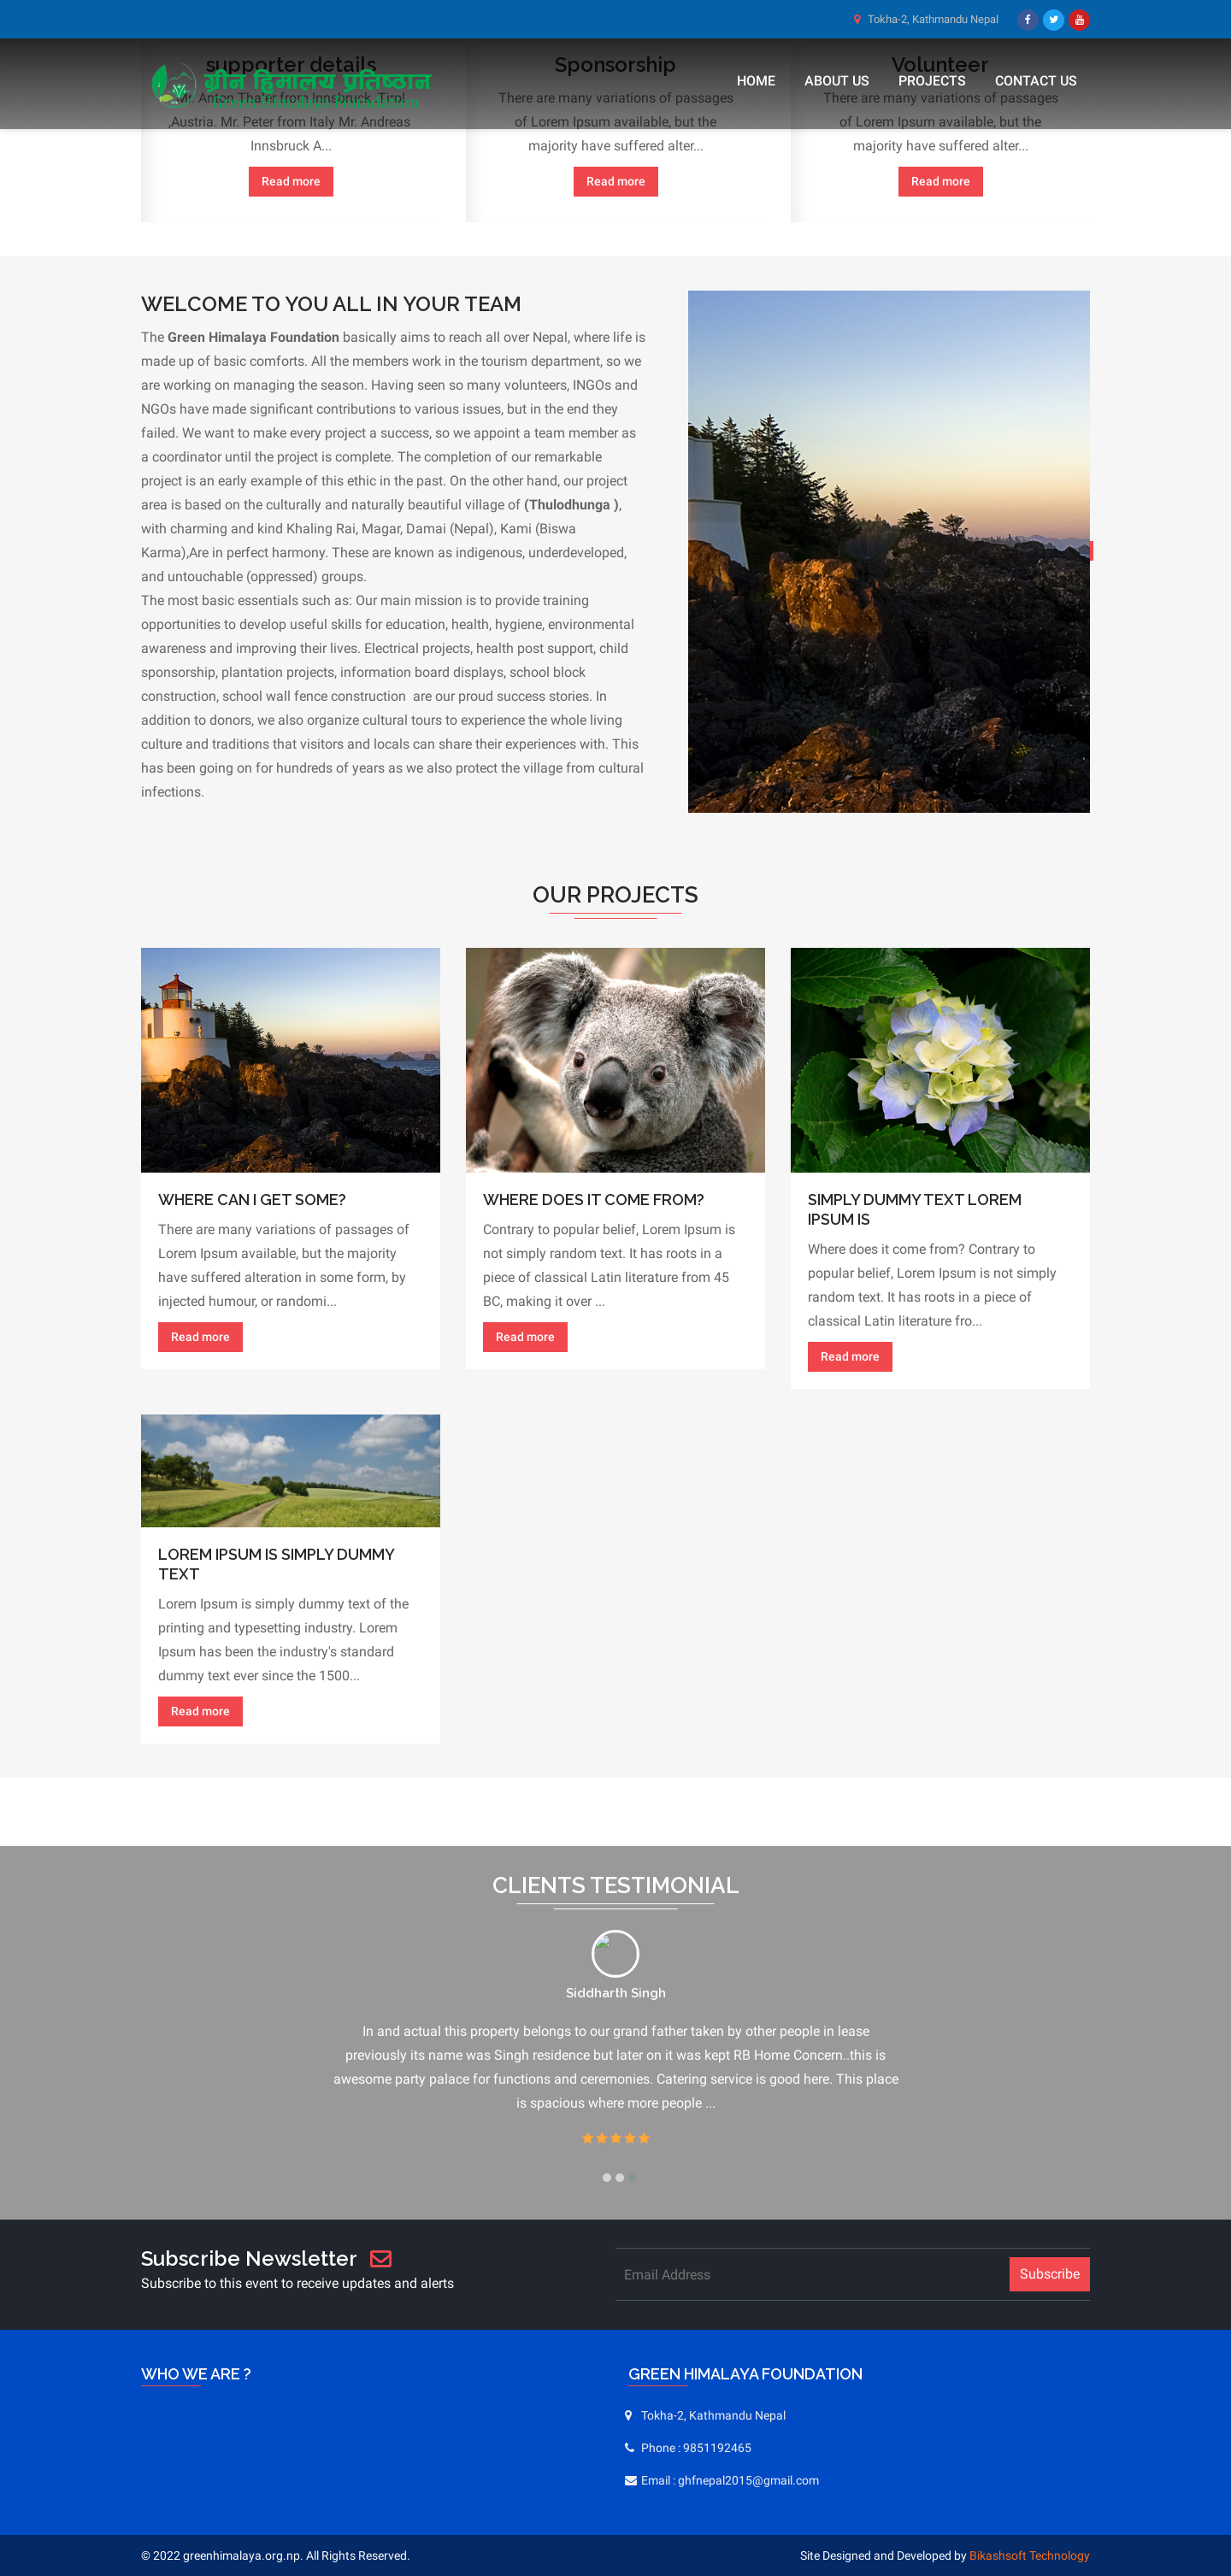 Tokha-2, Kathmandu Nepal
ग्रीन हिमालय प्रतिष्ठान
HOME ABOUT US PROJECTS CONTACT US
supporter details
Mr. Anton Thaler from Innsbruck ,Tirol
,Austria. Mr. Peter from Italy Mr. Andreas
Innsbruck A...
Read more
Sponsorship
There are many variations of passages
of Lorem Ipsum available, but the
majority have suffered alter...
Read more
Volunteer
There are many variations of passages
of Lorem Ipsum available, but the
majority have suffered alter...
Read more
WELCOME TO YOU ALL IN YOUR TEAM
The Green Himalaya Foundation basically aims to reach all over Nepal, where life is
made up of basic comforts. All the members work in the tourism department, so we
are working on managing the season. Having seen so many volunteers, INGOs and
NGOs have made significant contributions to various issues, but in the end they
failed. We want to make every project a success, so we appoint a team member as
a coordinator until the project is complete. The completion of our remarkable
project is an early example of this ethic in the past. On the other hand, our project
area is based on the culturally and naturally beautiful village of (Thulodhunga ),
with charming and kind Khaling Rai, Magar, Damai (Nepal), Kami (Biswa
Karma),Are in perfect harmony. These are known as indigenous, underdeveloped,
and untouchable (oppressed) groups.
The most basic essentials such as: Our main mission is to provide training
opportunities to develop useful skills for education, health, hygiene, environmental
awareness and improving their lives. Electrical projects, health post support, child
sponsorship, plantation projects, information board displays, school block
construction, school wall fence construction  are our proud success stories. In
addition to donors, we also organize cultural tours to experience the whole living
culture and traditions that visitors and locals can share their experiences with. This
has been going on for hundreds of years as we also protect the village from cultural
infections.
OUR PROJECTS
WHERE CAN I GET SOME?
There are many variations of passages of
Lorem Ipsum available, but the majority
have suffered alteration in some form, by
injected humour, or randomi...
Read more
WHERE DOES IT COME FROM?
Contrary to popular belief, Lorem Ipsum is
not simply random text. It has roots in a
piece of classical Latin literature from 45
BC, making it over ...
Read more
SIMPLY DUMMY TEXT LOREM
IPSUM IS
Where does it come from? Contrary to
popular belief, Lorem Ipsum is not simply
random text. It has roots in a piece of
classical Latin literature fro...
Read more
LOREM IPSUM IS SIMPLY DUMMY
TEXT
Lorem Ipsum is simply dummy text of the
printing and typesetting industry. Lorem
Ipsum has been the industry's standard
dummy text ever since the 1500...
Read more
CLIENTS TESTIMONIAL
Siddharth Singh
In and actual this property belongs to our grand father taken by other people in lease
previously its name was Singh residence but later on it was kept RB Home Concern..this is
awesome party palace for functions and ceremonies. Catering service is good here. This place
is spacious where more people ...
Subscribe Newsletter
Subscribe to this event to receive updates and alerts
Email Address
Subscribe
WHO WE ARE ?
GREEN HIMALAYA FOUNDATION
Tokha-2, Kathmandu Nepal
Phone : 9851192465
Email : ghfnepal2015@gmail.com
© 2022 greenhimalaya.org.np. All Rights Reserved.
Site Designed and Developed by Bikashsoft Technology